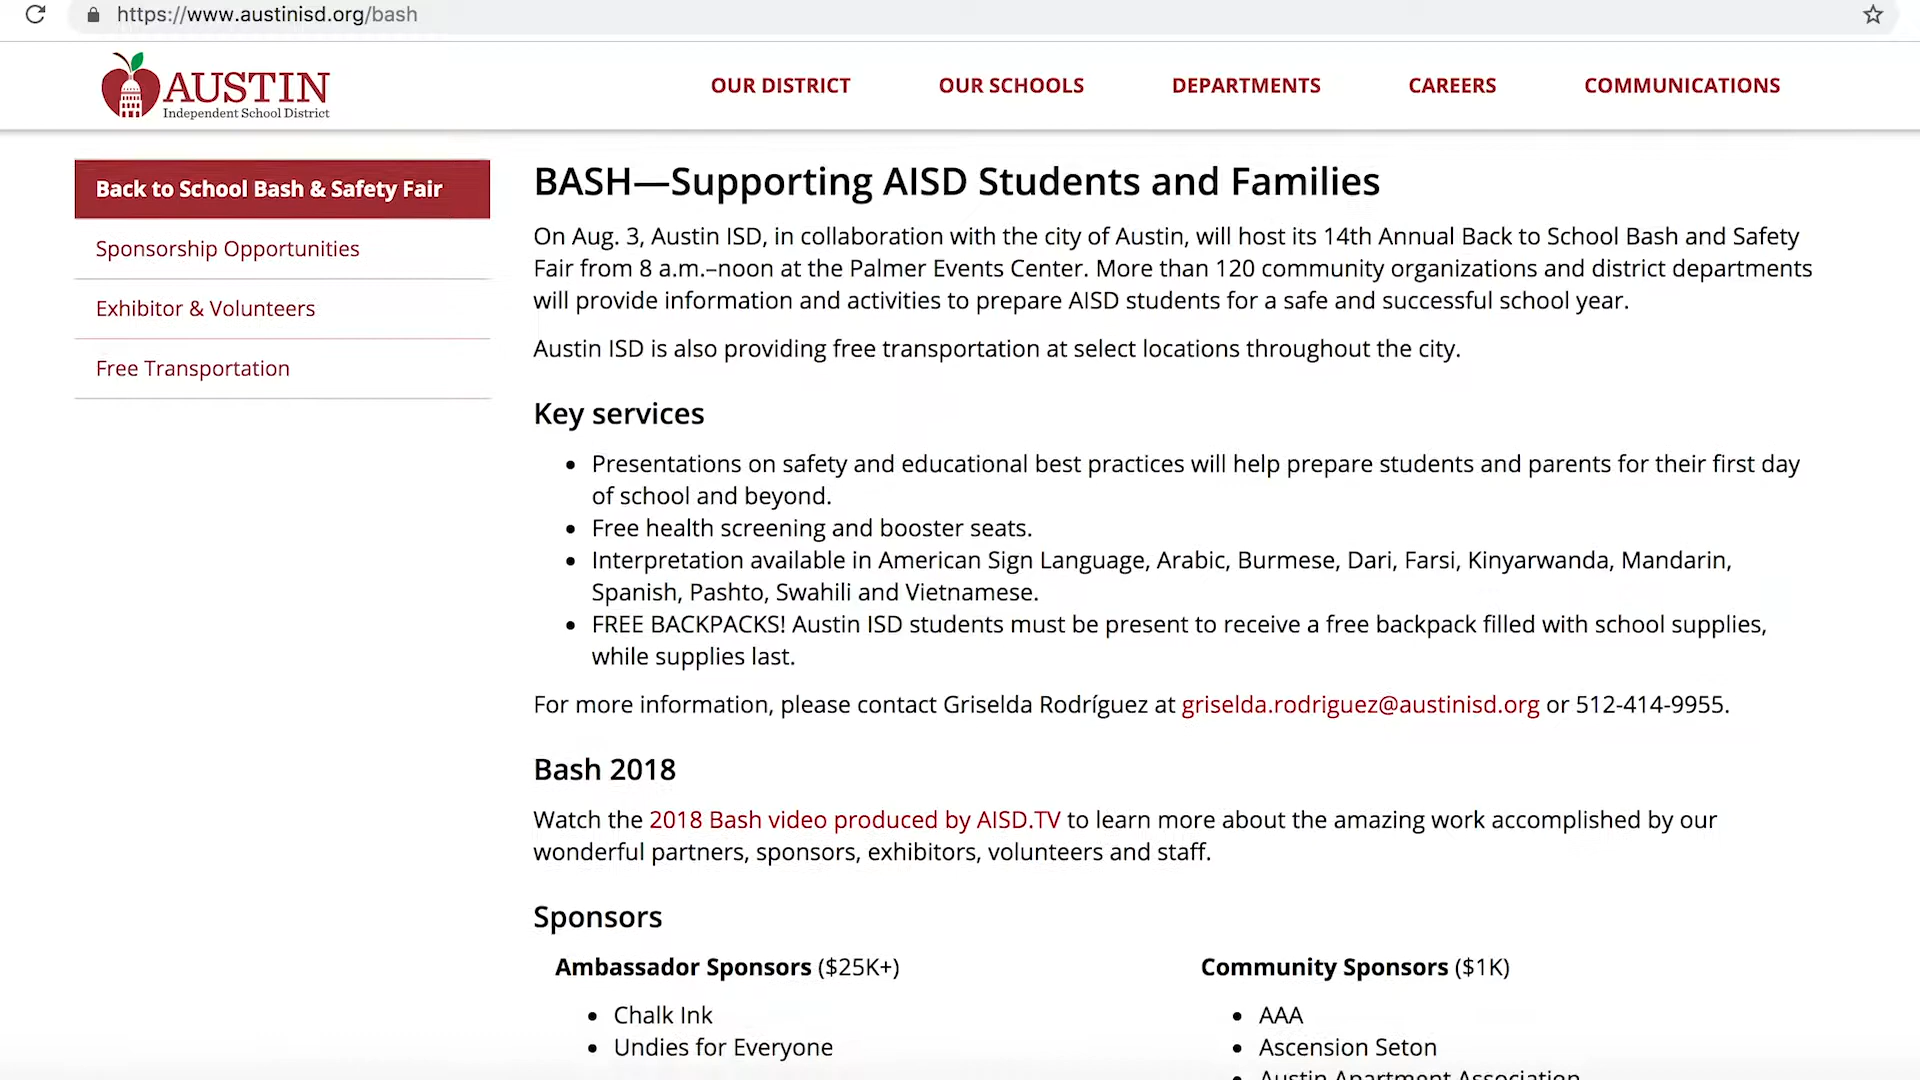 https://www.austinisd.org/bash
AUSTIN
Independent School District
OUR DISTRICT
OUR SCHOOLS
DEPARTMENTS
CAREERS
COMMUNICATIONS
Back to School Bash & Safety Fair
Sponsorship Opportunities
Exhibitor & Volunteers
Free Transportation
BASH—Supporting AISD Students and Families
On Aug. 3, Austin ISD, in collaboration with the city of Austin, will host its 14th Annual Back to School Bash and Safety
Fair from 8 a.m.–noon at the Palmer Events Center. More than 120 community organizations and district departments
will provide information and activities to prepare AISD students for a safe and successful school year.
Austin ISD is also providing free transportation at select locations throughout the city.
Key services
• Presentations on safety and educational best practices will help prepare students and parents for their first day
of school and beyond.
• Free health screening and booster seats.
• Interpretation available in American Sign Language, Arabic, Burmese, Dari, Farsi, Kinyarwanda, Mandarin,
Spanish, Pashto, Swahili and Vietnamese.
• FREE BACKPACKS! Austin ISD students must be present to receive a free backpack filled with school supplies,
while supplies last.
For more information, please contact Griselda Rodríguez at griselda.rodriguez@austinisd.org or 512-414-9955.
Bash 2018
Watch the 2018 Bash video produced by AISD.TV to learn more about the amazing work accomplished by our
wonderful partners, sponsors, exhibitors, volunteers and staff.
Sponsors
Ambassador Sponsors ($25K+)
• Chalk Ink
• Undies for Everyone
Community Sponsors ($1K)
• AAA
• Ascension Seton
• Austin Apartment Association